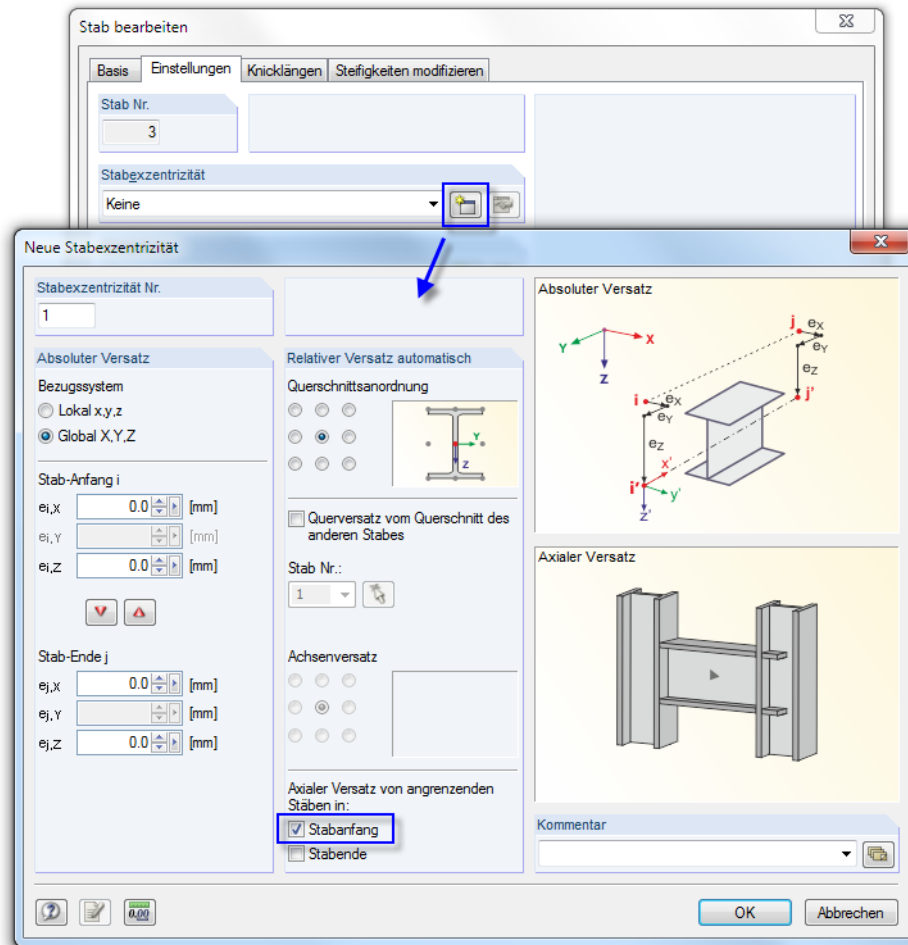 Stab bearbeiten
Basis Einstellungen Knicklängen Steifigkeiten modifizieren
Stab Nr.
3
Stabexzentrizität
Keine
Neue Stabexzentrizität
Stabexzentrizität Nr.
1
Absoluter Versatz
Bezugssystem
Lokal x,y,z
Global X,Y,Z
Stab-Anfang i
ei,X 0.0 [mm]
ei,Y [mm]
ei,Z 0.0 [mm]
Stab-Ende j
ej,X 0.0 [mm]
ej,Y [mm]
ej,Z 0.0 [mm]
Relativer Versatz automatisch
Querschnittsanordnung
Y
Z
Querversatz vom Querschnitt des
anderen Stabes
Stab Nr.:
1
Achsenversatz
Axialer Versatz von angrenzenden
Stäben in:
Stabanfang
Stabende
Absoluter Versatz
j eX
eY
eZ
j'
Y X
Z
i eX
eY
eZ
x'
i' y'
z'
Axialer Versatz
Kommentar
0.00
OK Abbrechen